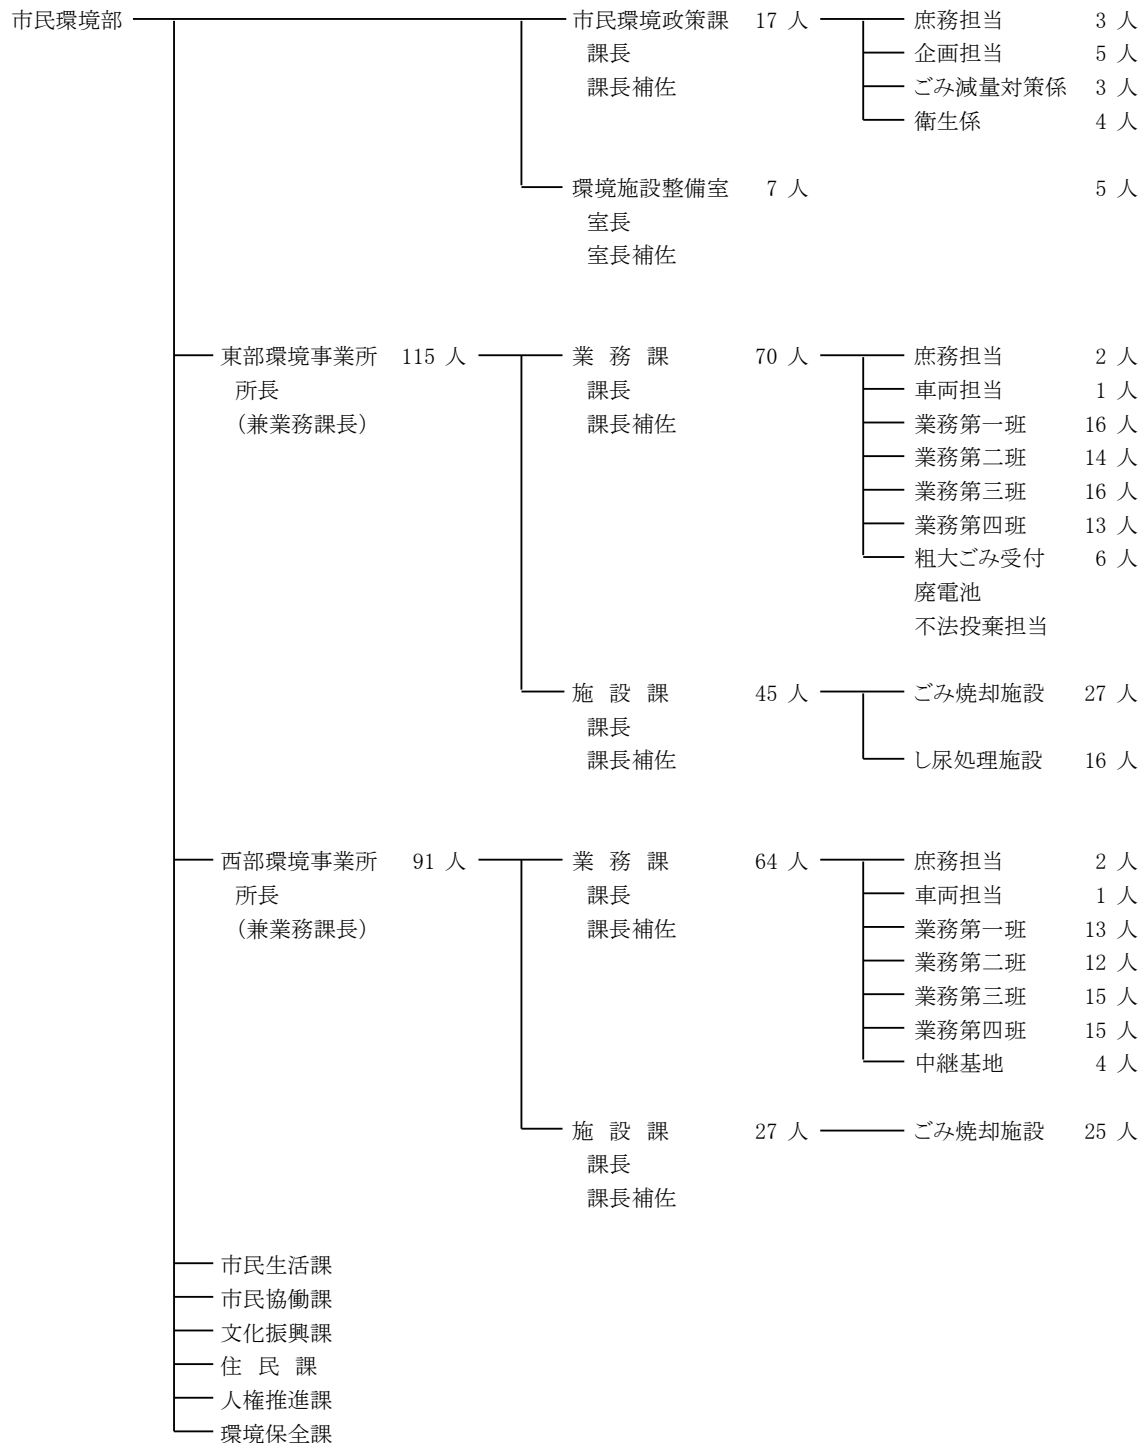 市民環境部 市民環境政策課 17 人 庶務担当 3 人
課長 企画担当 5 人
課長補佐 ごみ減量対策係 3 人
衛生係 4 人
環境施設整備室 7 人 5 人
室長
室長補佐
東部環境事業所 115 人 業 務 課 70 人 庶務担当 2 人
所長 課長 車両担当 1 人
（兼業務課長） 課長補佐 業務第一班 16 人
業務第二班 14 人
業務第三班 16 人
業務第四班 13 人
粗大ごみ受付 6 人
廃電池
不法投棄担当
施 設 課 45 人 ごみ焼却施設 27 人
課長
課長補佐 し尿処理施設 16 人
西部環境事業所 91 人 業 務 課 64 人 庶務担当 2 人
所長 課長 車両担当 1 人
（兼業務課長） 課長補佐 業務第一班 13 人
業務第二班 12 人
業務第三班 15 人
業務第四班 15 人
中継基地 4 人
施 設 課 27 人 ごみ焼却施設 25 人
課長
課長補佐
市民生活課
市民協働課
文化振興課
住 民 課
人権推進課
環境保全課